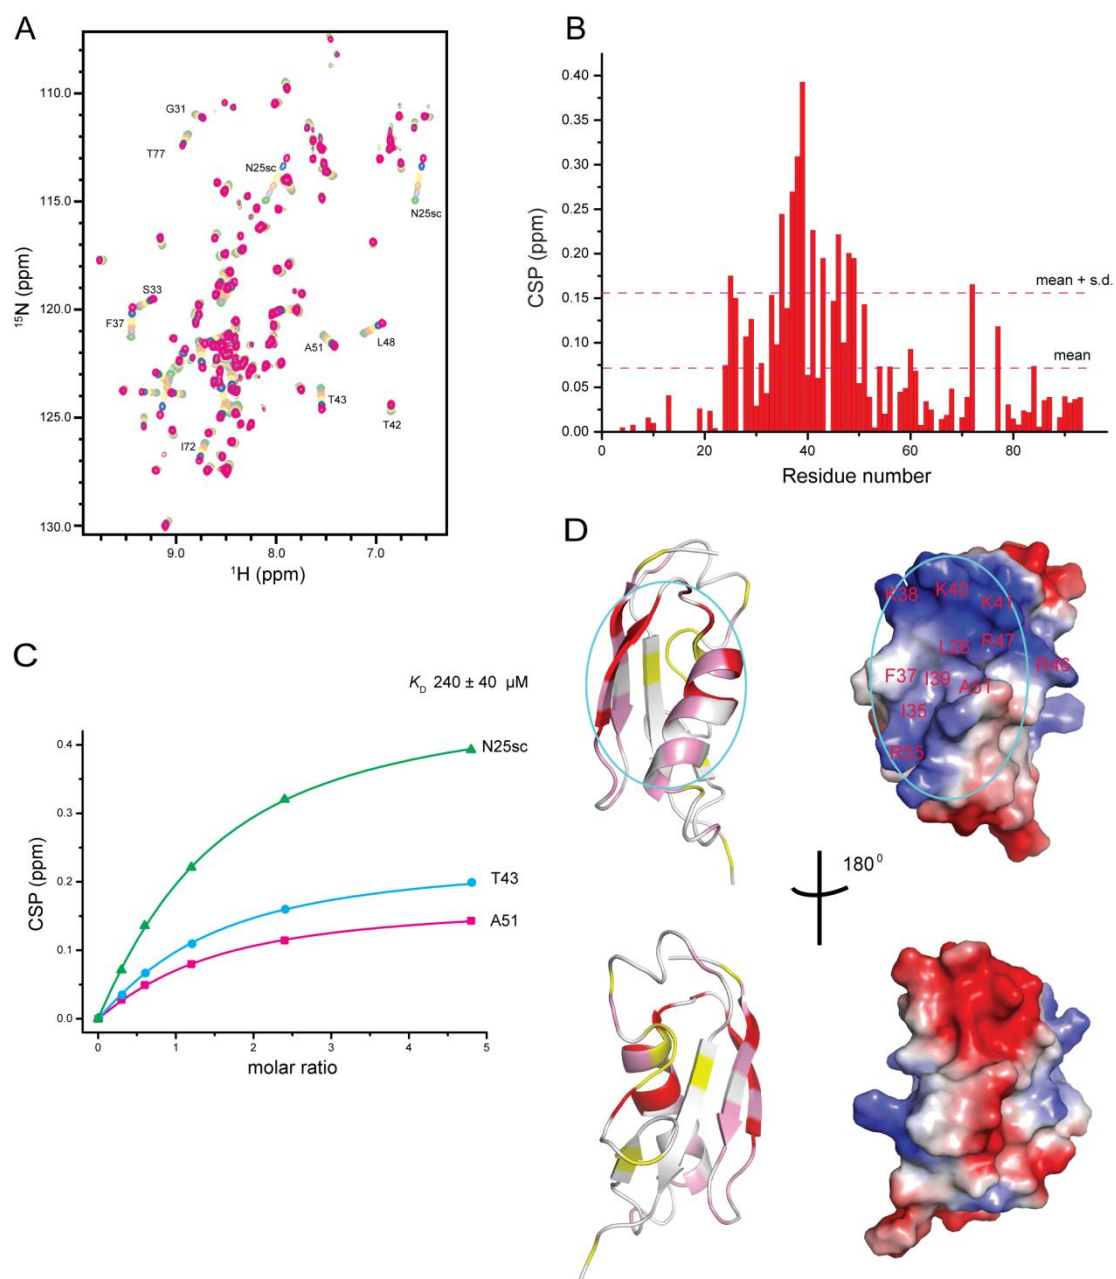 A
110.0
115.0
120.0
125.0
130.0
¹⁵N (ppm)
9.0
8.0
7.0
¹H (ppm)
G31
T77
N25sc
N25sc
S33
F37
A51
L48
T43
T42
I72
B
0.40
0.35
0.30
0.25
0.20
0.15
0.10
0.05
0.00
CSP (ppm)
mean + s.d.
mean
0
20
40
60
80
Residue number
C
K_D 240 ± 40 μM
0.4
0.3
0.2
0.1
0.0
CSP (ppm)
N25sc
T43
A51
0
1
2
3
4
5
molar ratio
D
K38
K40
K41
L26
R47
R46
F37
I39
A51
I35
R55
180⁰